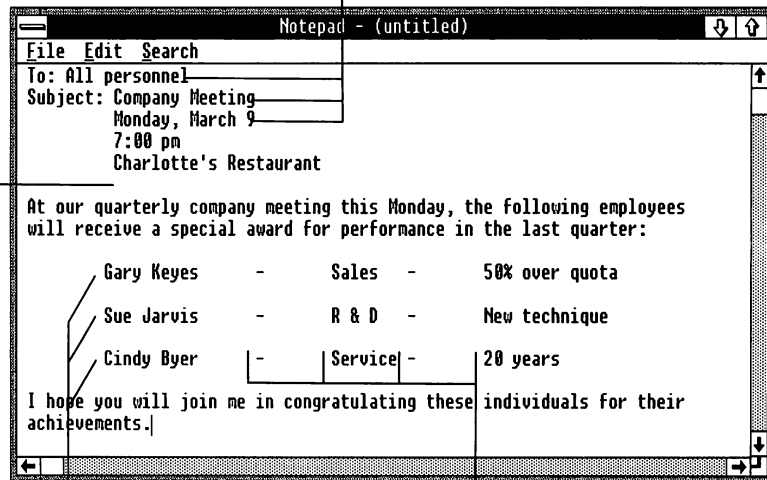 Notepad - (untitled)
File Edit Search
To: All personnel
Subject: Company Meeting
Monday, March 9
7:00 pm
Charlotte's Restaurant
At our quarterly company meeting this Monday, the following employees
will receive a special award for performance in the last quarter:
Gary Keyes - Sales - 50% over quota
Sue Jarvis - R & D - New technique
Cindy Byer - Service - 20 years
I hope you will join me in congratulating these individuals for their
achievements.